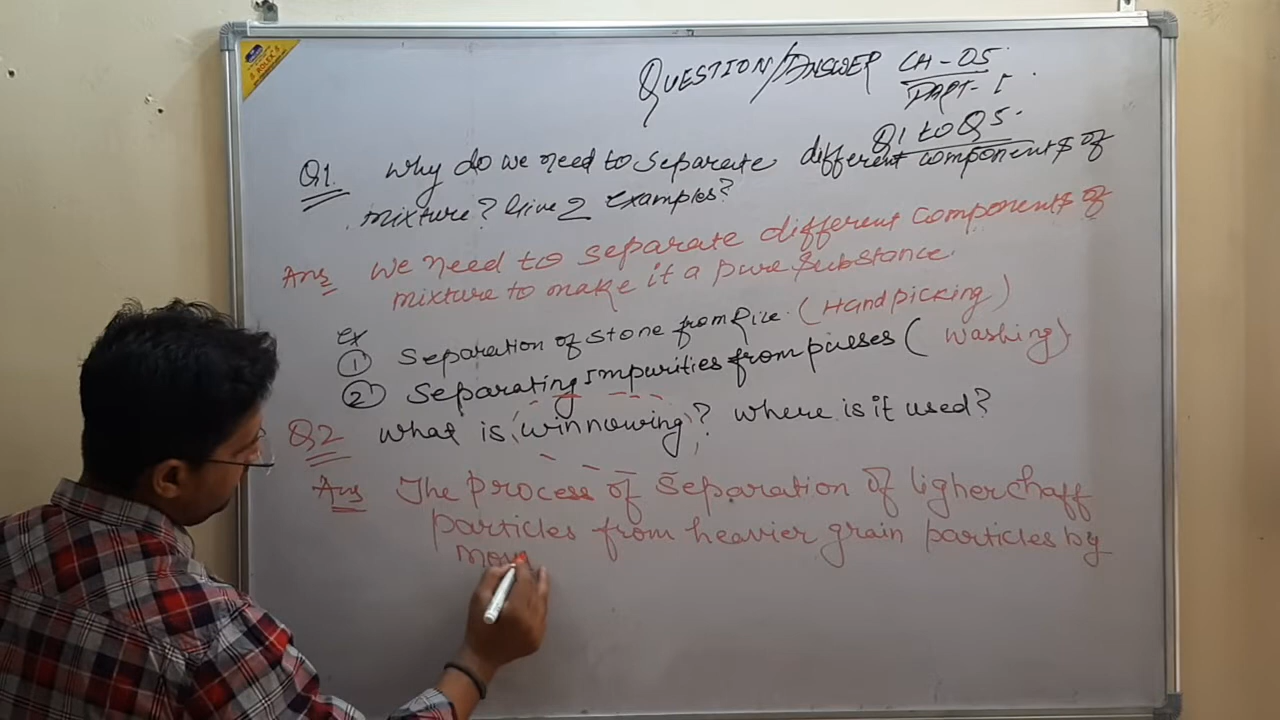 QUESTION/ANSWER CH-05
PART-I
Q1 to Q5.
Q1. Why do we need to separate different components of
mixture? Give 2 examples?
Ans We need to separate different components of
mixture to make it a pure substance.
Ex
① Separation of stone from Rice. (Handpicking)
② Separating Impurities from pulses (Washing)
Q2 What is winnowing? Where is it used?
Ans The process of separation of ligher chaff
particles from heavier grain particles by
mov